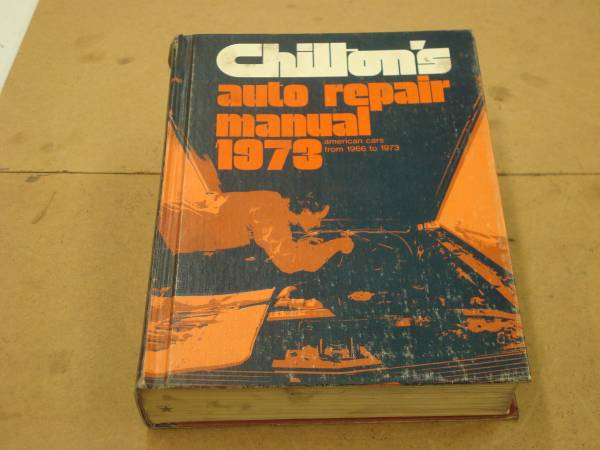 Chilton's
auto repair
manual
1973
american cars
from 1966 to 1973